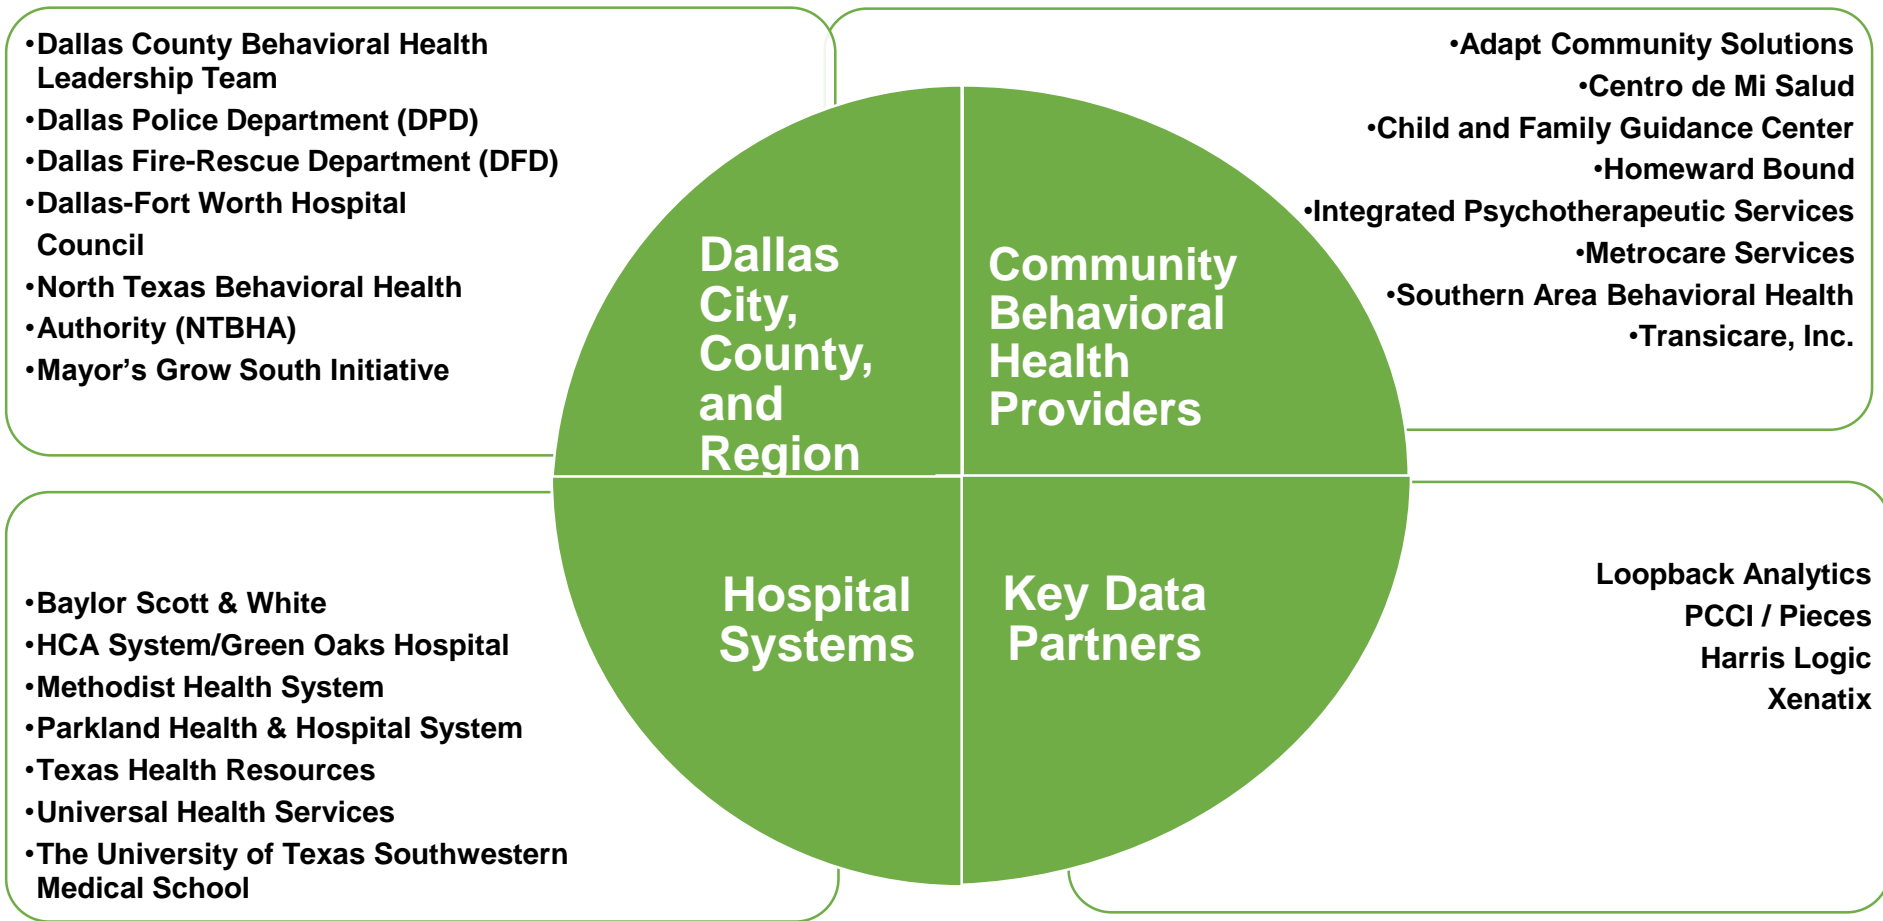 •Dallas County Behavioral Health
Leadership Team
•Dallas Police Department (DPD)
•Dallas Fire-Rescue Department (DFD)
•Dallas-Fort Worth Hospital
Council
•North Texas Behavioral Health
•Authority (NTBHA)
•Mayor’s Grow South Initiative
Dallas
City,
County,
and
Region
Community
Behavioral
Health
Providers
•Adapt Community Solutions
•Centro de Mi Salud
•Child and Family Guidance Center
•Homeward Bound
•Integrated Psychotherapeutic Services
•Metrocare Services
•Southern Area Behavioral Health
•Transicare, Inc.
•Baylor Scott & White
•HCA System/Green Oaks Hospital
•Methodist Health System
•Parkland Health & Hospital System
•Texas Health Resources
•Universal Health Services
•The University of Texas Southwestern
Medical School
Hospital
Systems
Key Data
Partners
Loopback Analytics
PCCI / Pieces
Harris Logic
Xenatix